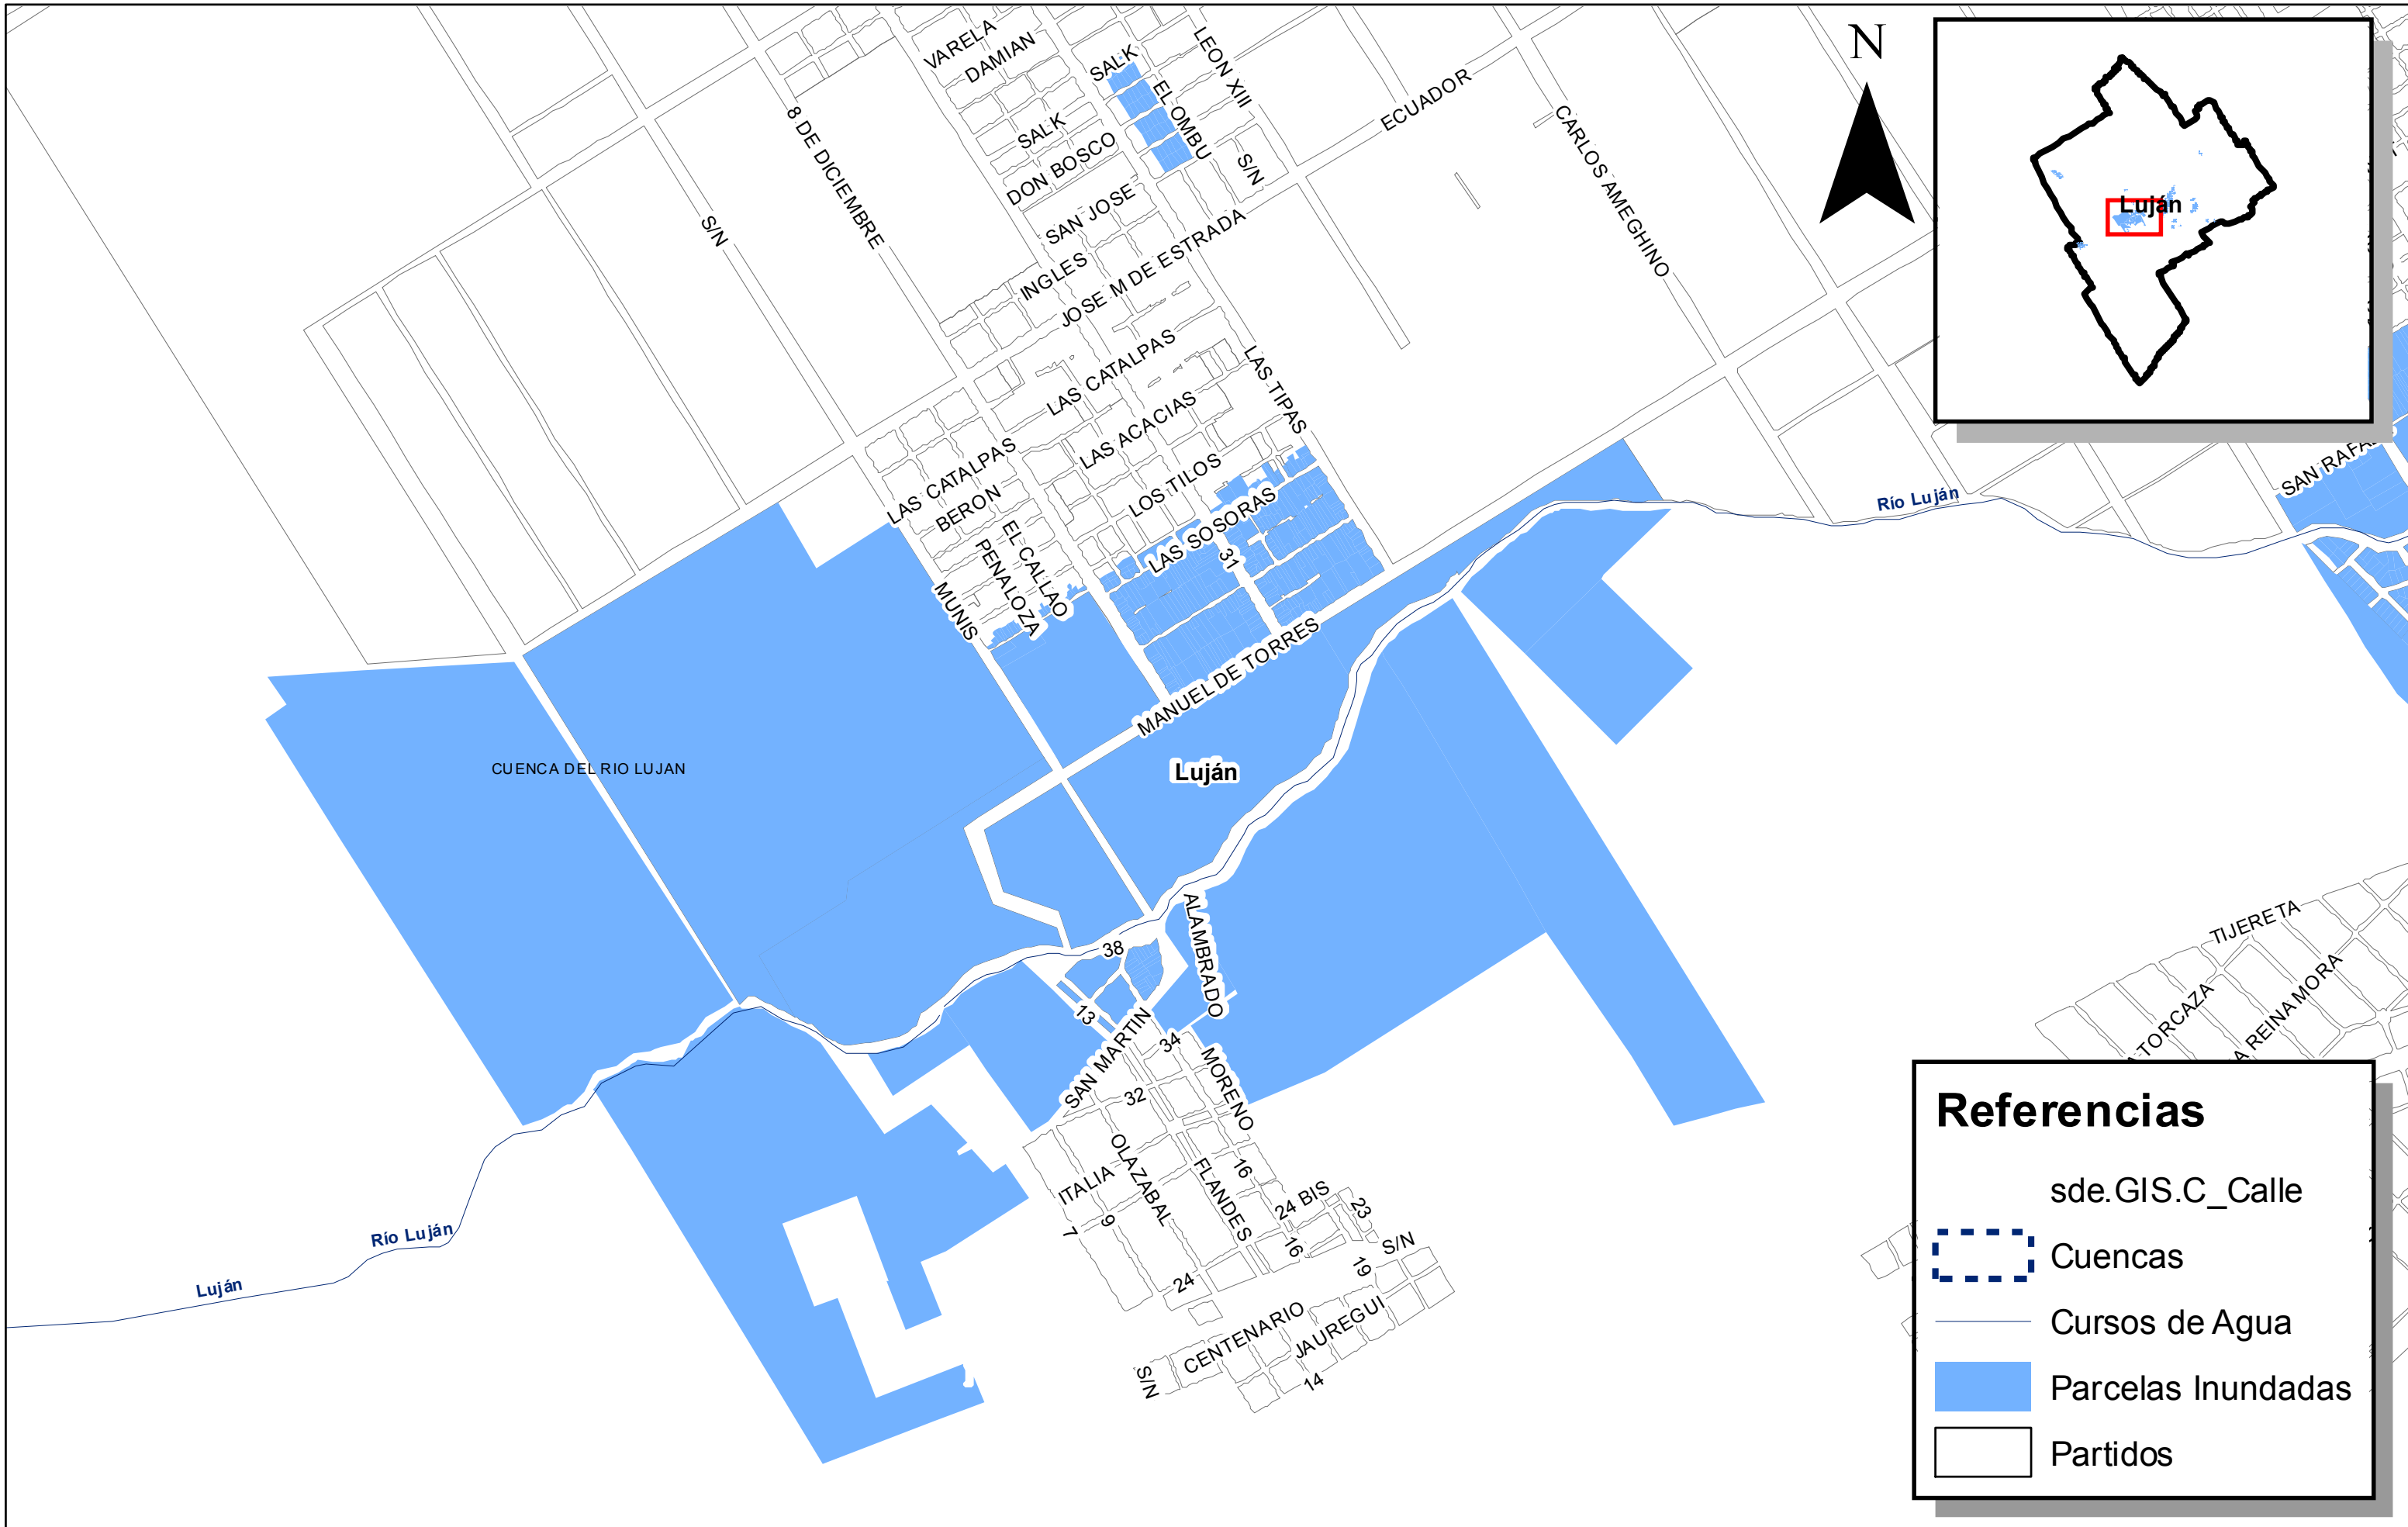 VARELA
DAMIAN
SALK
LEON XIII
EL OMBU
ECUADOR
N
Luján
8 DE DICIEMBRE
SALK
DON BOSCO
S/N
CARLOS AMEGHINO
S/N
SAN JOSE
INGLES
JOSE M DE ESTRADA
LAS CATALPAS
LAS TIPAS
LAS ACACIAS
LAS CATALPAS
BERON
LOS TILOS
LAS SOSORAS
31
EL CALLAO
PENALOZA
MUNIS
MANUEL DE TORRES
Río Luján
CUENCA DEL RIO LUJAN
Luján
38
ALAMBRADO
13
SAN MARTIN
34
MORENO
32
OLAZABAL
ITALIA
FLANDES
16
24 BIS
23
7
9
16
S/N
19
24
CENTENARIO
JAUREGUI
S/N
14
Río Luján
Luján
TIJERETA
REINA MORA
TORCAZA
Referencias
sde.GIS.C_Calle
Cuencas
Cursos de Agua
Parcelas Inundadas
Partidos